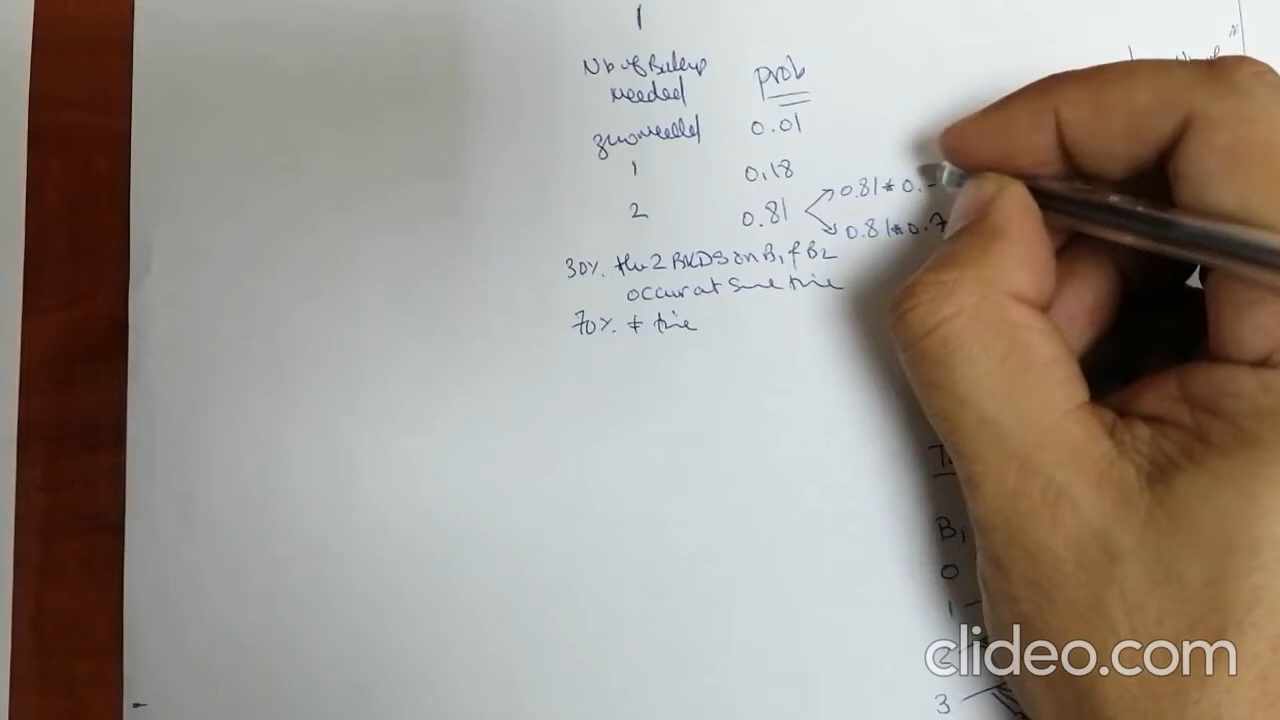 1
Nb of Backup
needed
Prob
zero needed 0.01
1 0,18
2 0.81
0.81*0.
0.81*0.7
30%. the 2 BKDS on B1 & B2
occur at Same time
70%. ≠ time
B1
0
1
3
clideo.com